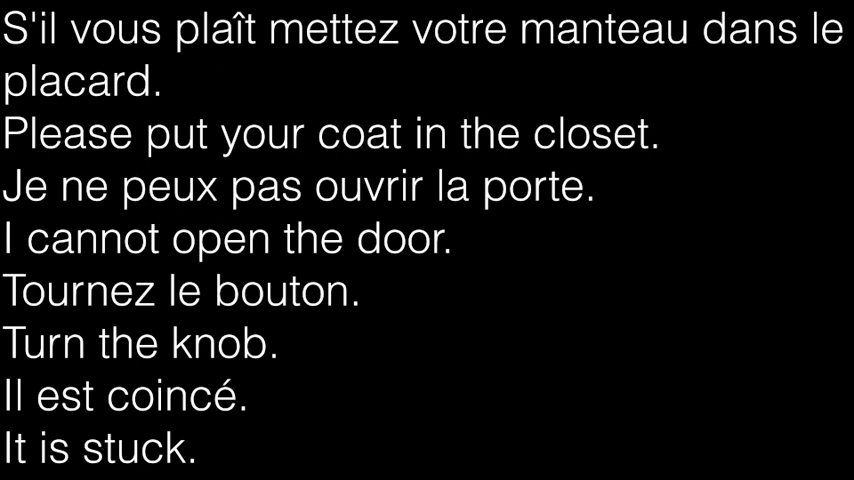 S'il vous plaît mettez votre manteau dans le
placard.
Please put your coat in the closet.
Je ne peux pas ouvrir la porte.
I cannot open the door.
Tournez le bouton.
Turn the knob.
Il est coincé.
It is stuck.